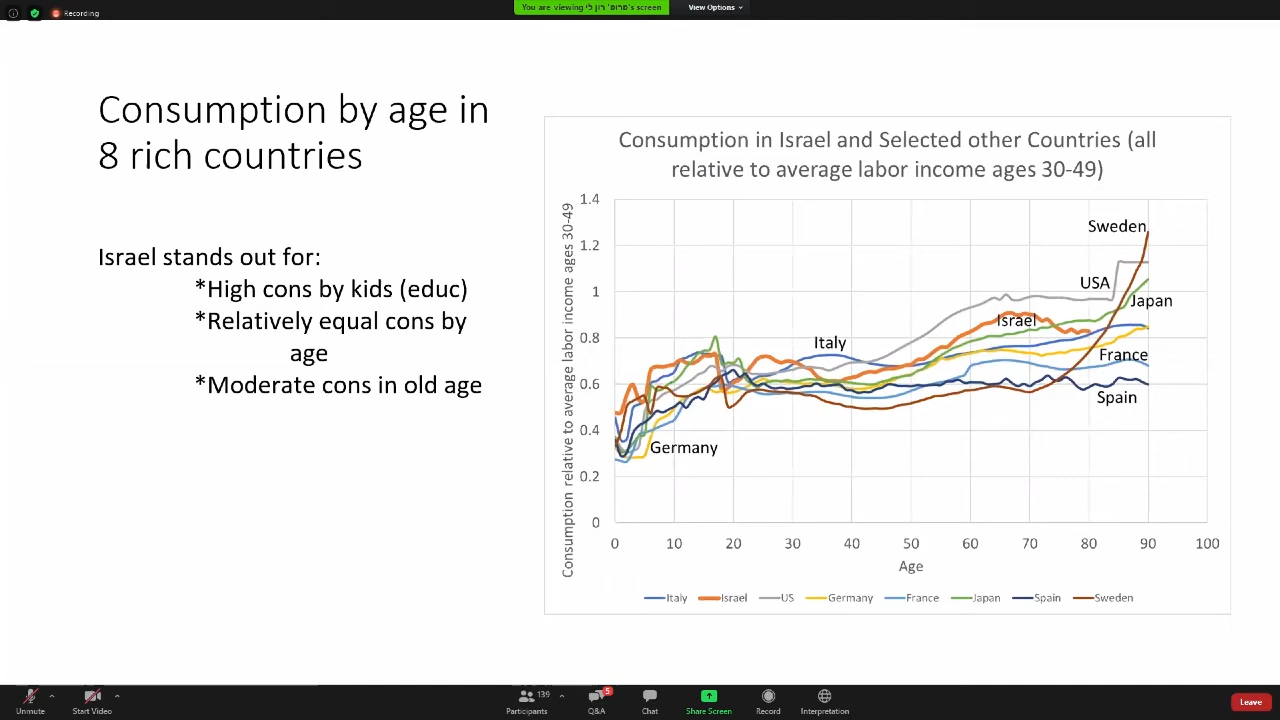 Recording
You are viewing פרופ' רון לי's screen
View Options
Consumption by age in
8 rich countries
Israel stands out for:
*High cons by kids (educ)
*Relatively equal cons by
age
*Moderate cons in old age
Consumption in Israel and Selected other Countries (all
relative to average labor income ages 30-49)
Consumption relative to average labor income ages 30-49
1.4
1.2
1
0.8
0.6
0.4
0.2
0
Sweden
USA
Japan
Israel
Italy
France
Spain
Germany
0 10 20 30 40 50 60 70 80 90 100
Age
Italy Israel US Germany France Japan Spain Sweden
Unmute
Start Video
139
Participants
5
Q&A
Chat
Share Screen
Record
Interpretation
Leave